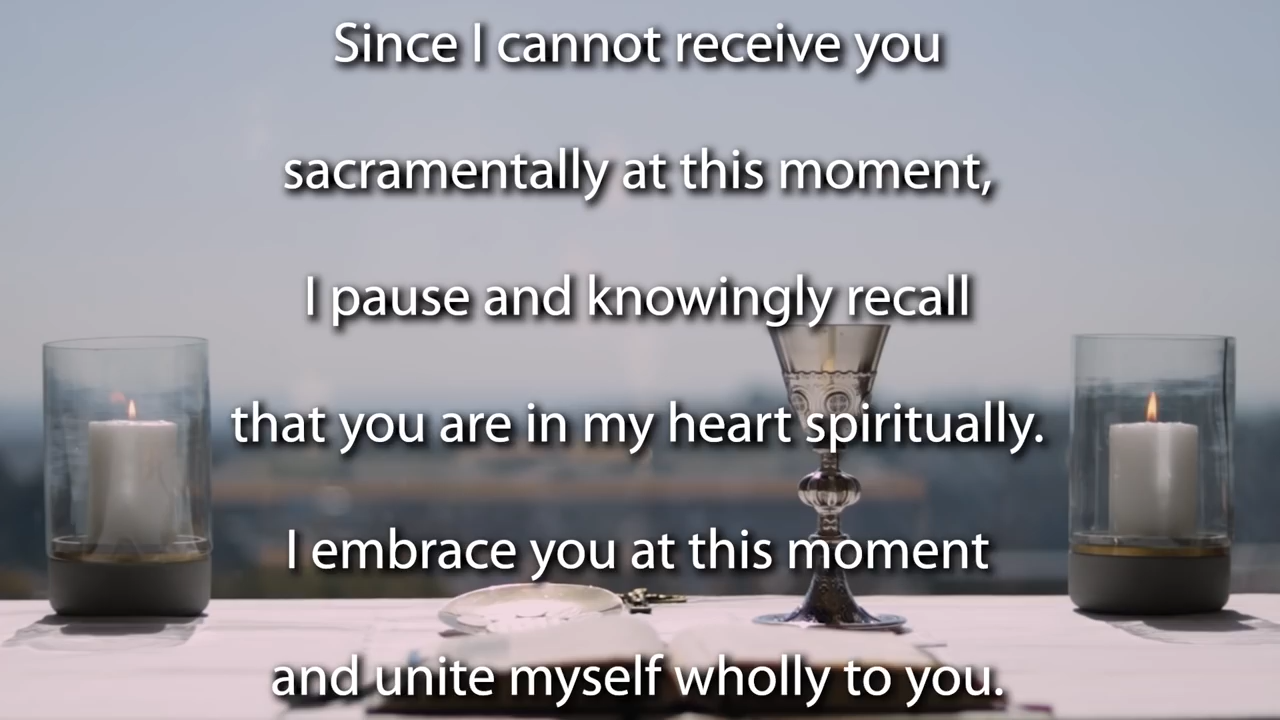 Since I cannot receive you
sacramentally at this moment,
I pause and knowingly recall
that you are in my heart spiritually.
I embrace you at this moment
and unite myself wholly to you.